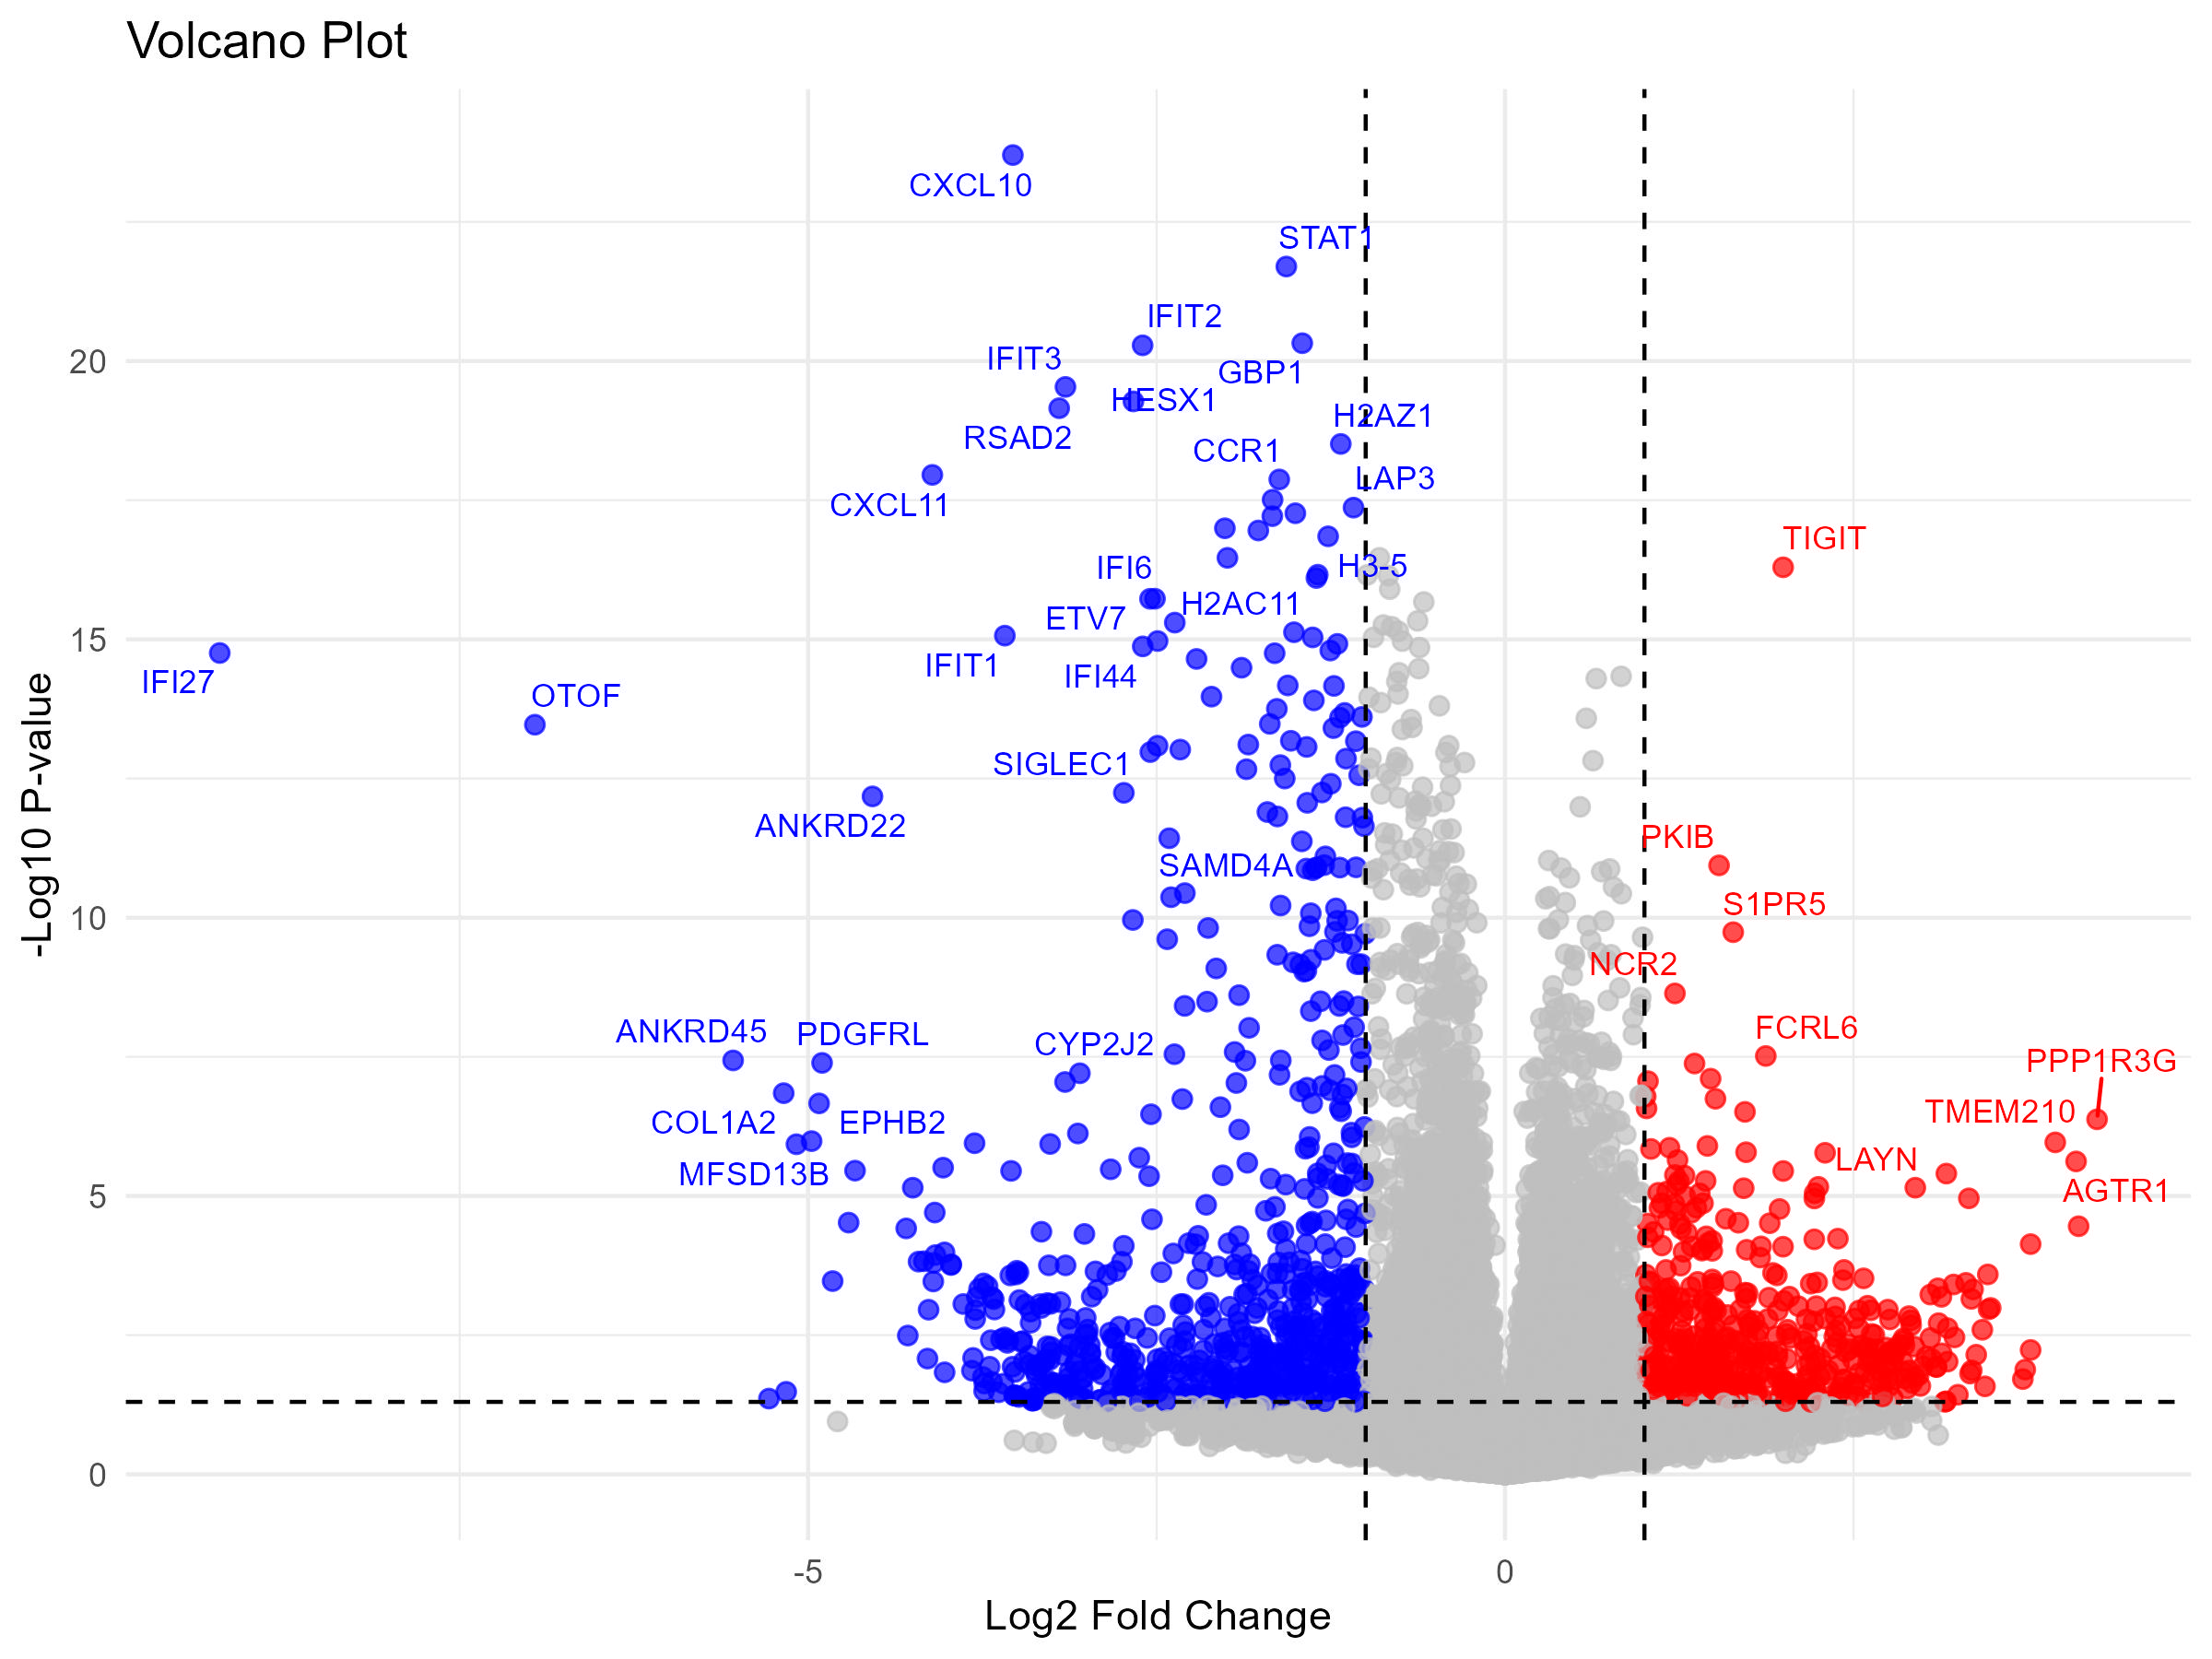 Volcano Plot
CXCL10
STAT1
IFIT2
IFIT3
GBP1
HESX1
H2AZ1
RSAD2
CCR1
LAP3
CXCL11
TIGIT
IFI6
H3-5
H2AC11
ETV7
IFIT1
IFI44
IFI27
OTOF
SIGLEC1
ANKRD22
PKIB
SAMD4A
S1PR5
NCR2
ANKRD45
PDGFRL
CYP2J2
FCRL6
PPP1R3G
COL1A2
EPHB2
TMEM210
MFSD13B
LAYN
AGTR1
20
15
10
5
0
-Log10 P-value
-5
0
Log2 Fold Change